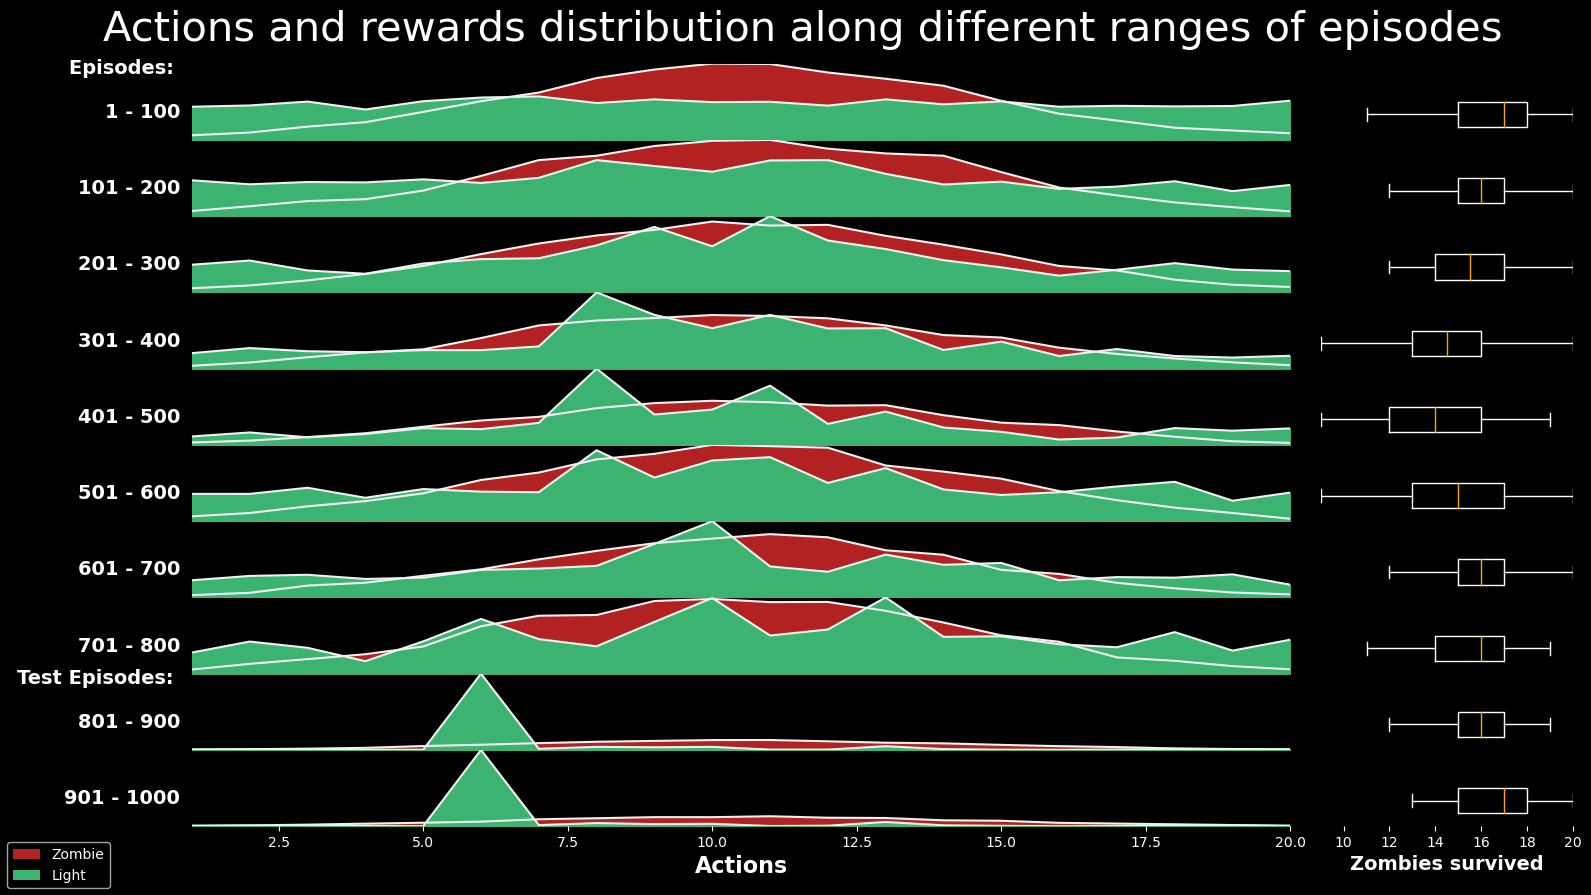 Actions and rewards distribution along different ranges of episodes
Episodes:
1 - 100
101 - 200
201 - 300
301 - 400
401 - 500
501 - 600
601 - 700
701 - 800
Test Episodes:
801 - 900
901 - 1000
2.5 5.0 7.5 10.0 12.5 15.0 17.5 20.0
Actions
10 12 14 16 18 20
Zombies survived
Zombie
Light